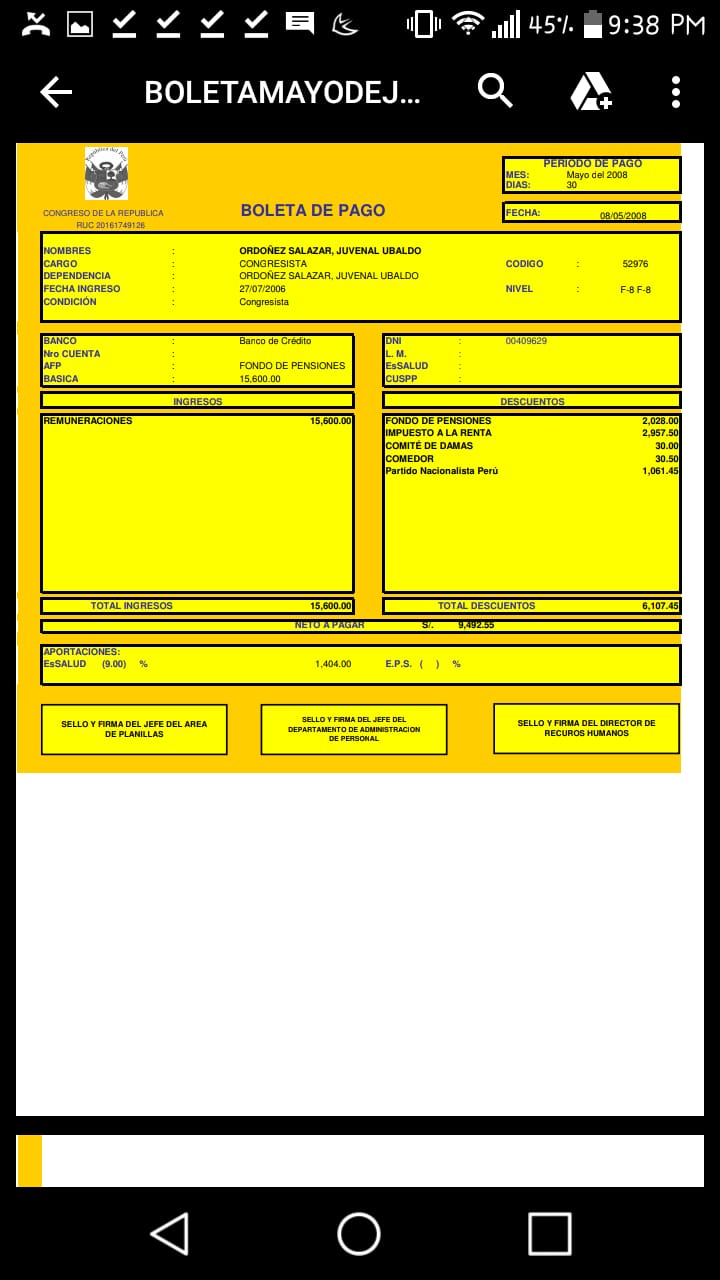 45% 9:38 PM
BOLETAMAYODEJ...
República del Perú
PERIODO DE PAGO
MES: Mayo del 2008
DIAS: 30
CONGRESO DE LA REPUBLICA
RUC 20161749126
BOLETA DE PAGO
FECHA: 08/05/2008
NOMBRES : ORDOÑEZ SALAZAR, JUVENAL UBALDO
CARGO : CONGRESISTA CODIGO : 52976
DEPENDENCIA : ORDOÑEZ SALAZAR, JUVENAL UBALDO
FECHA INGRESO : 27/07/2006 NIVEL : F-8 F-8
CONDICIÓN : Congresista
BANCO : Banco de Crédito
Nro CUENTA :
AFP : FONDO DE PENSIONES
BASICA : 15,600.00
DNI : 00409629
L. M. :
EsSALUD :
CUSPP :
INGRESOS
REMUNERACIONES 15,600.00
DESCUENTOS
FONDO DE PENSIONES 2,028.00
IMPUESTO A LA RENTA 2,957.50
COMITÉ DE DAMAS 30.00
COMEDOR 30.50
Partido Nacionalista Perú 1,061.45
TOTAL INGRESOS 15,600.00
TOTAL DESCUENTOS 6,107.45
NETO A PAGAR S/. 9,492.55
APORTACIONES:
EsSALUD (9.00) % 1,404.00 E.P.S. ( ) %
SELLO Y FIRMA DEL JEFE DEL AREA
DE PLANILLAS
SELLO Y FIRMA DEL JEFE DEL
DEPARTAMENTO DE ADMINISTRACION
DE PERSONAL
SELLO Y FIRMA DEL DIRECTOR DE
RECUROS HUMANOS